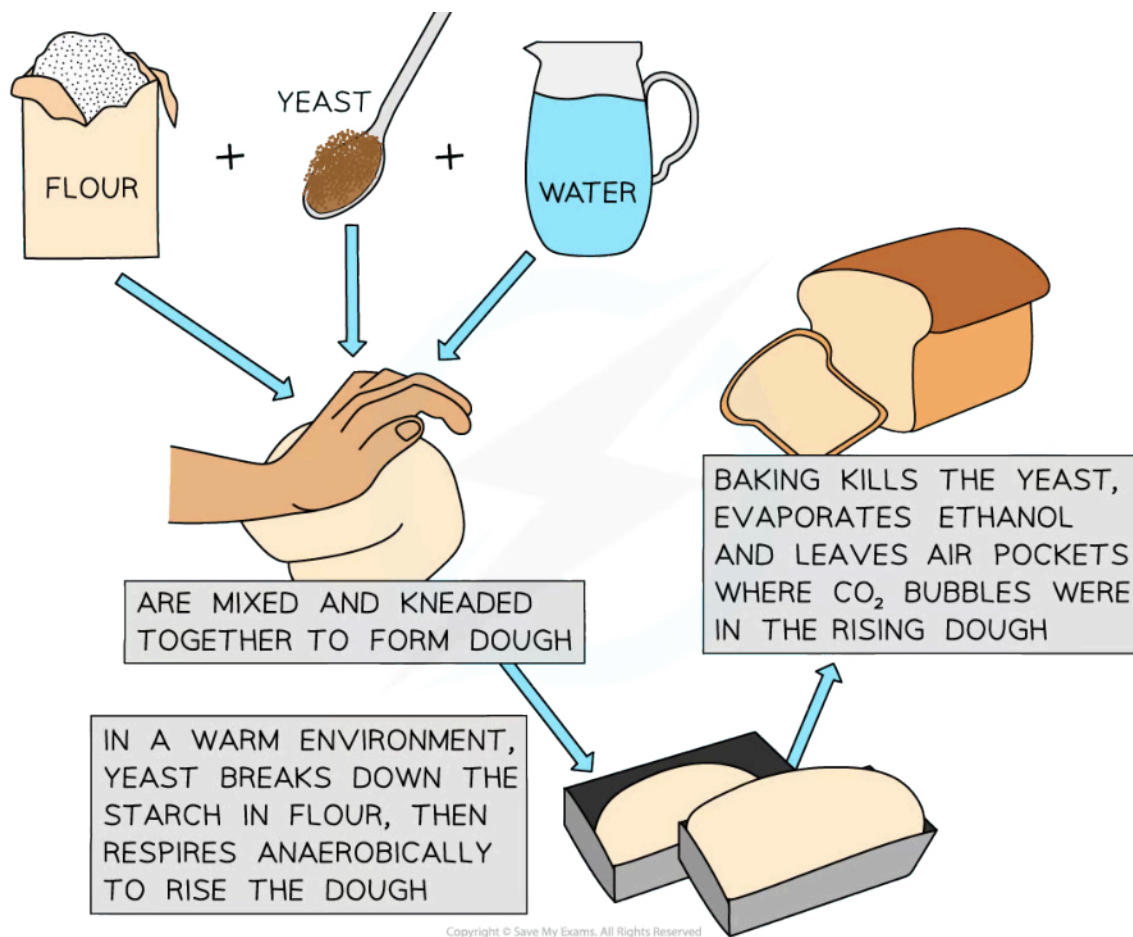 YEAST
FLOUR
WATER
ARE MIXED AND KNEADED
TOGETHER TO FORM DOUGH
IN A WARM ENVIRONMENT,
YEAST BREAKS DOWN THE
STARCH IN FLOUR, THEN
RESPIRES ANAEROBICALLY
TO RISE THE DOUGH
BAKING KILLS THE YEAST,
EVAPORATES ETHANOL
AND LEAVES AIR POCKETS
WHERE CO₂ BUBBLES WERE
IN THE RISING DOUGH
Copyright © Save My Exams. All Rights Reserved